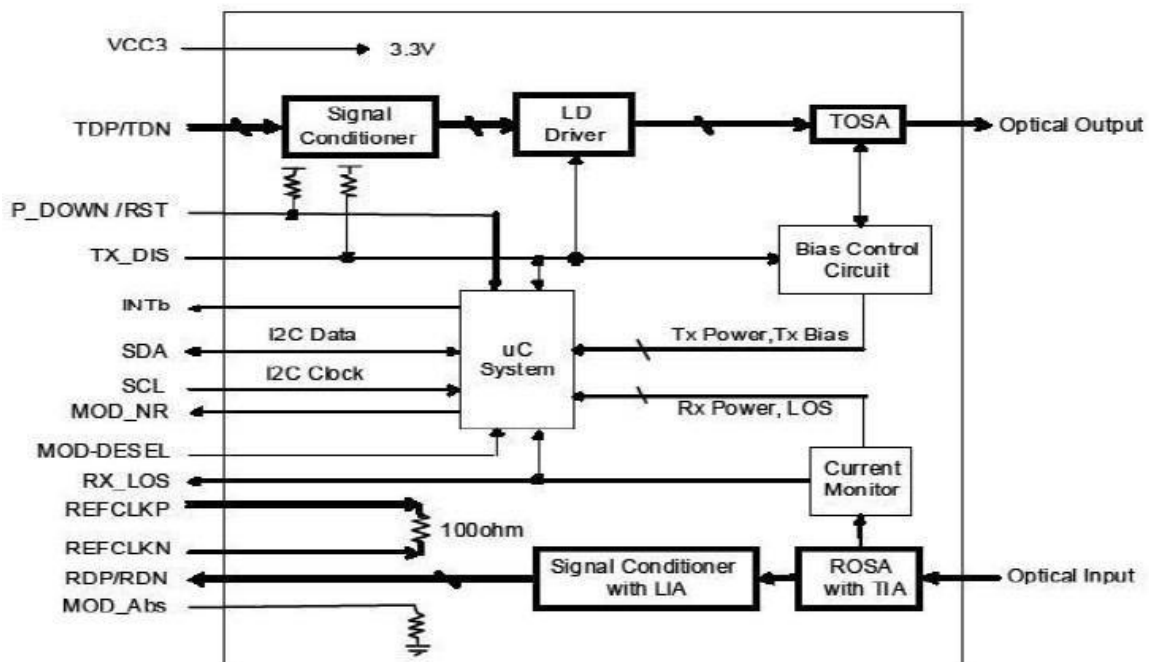 VCC3
3.3V
TDP/TDN
Signal
Conditioner
LD
Driver
TOSA
Optical Output
P_DOWN /RST
TX_DIS
Bias Control
Circuit
INTb
I2C Data
SDA
uC
System
Tx Power,Tx Bias
SCL
I2C Clock
MOD_NR
Rx Power, LOS
MOD-DESEL
RX_LOS
Current
Monitor
REFCLKP
100ohm
REFCLKN
RDP/RDN
Signal Conditioner
with LIA
ROSA
with TIA
Optical Input
MOD_Abs